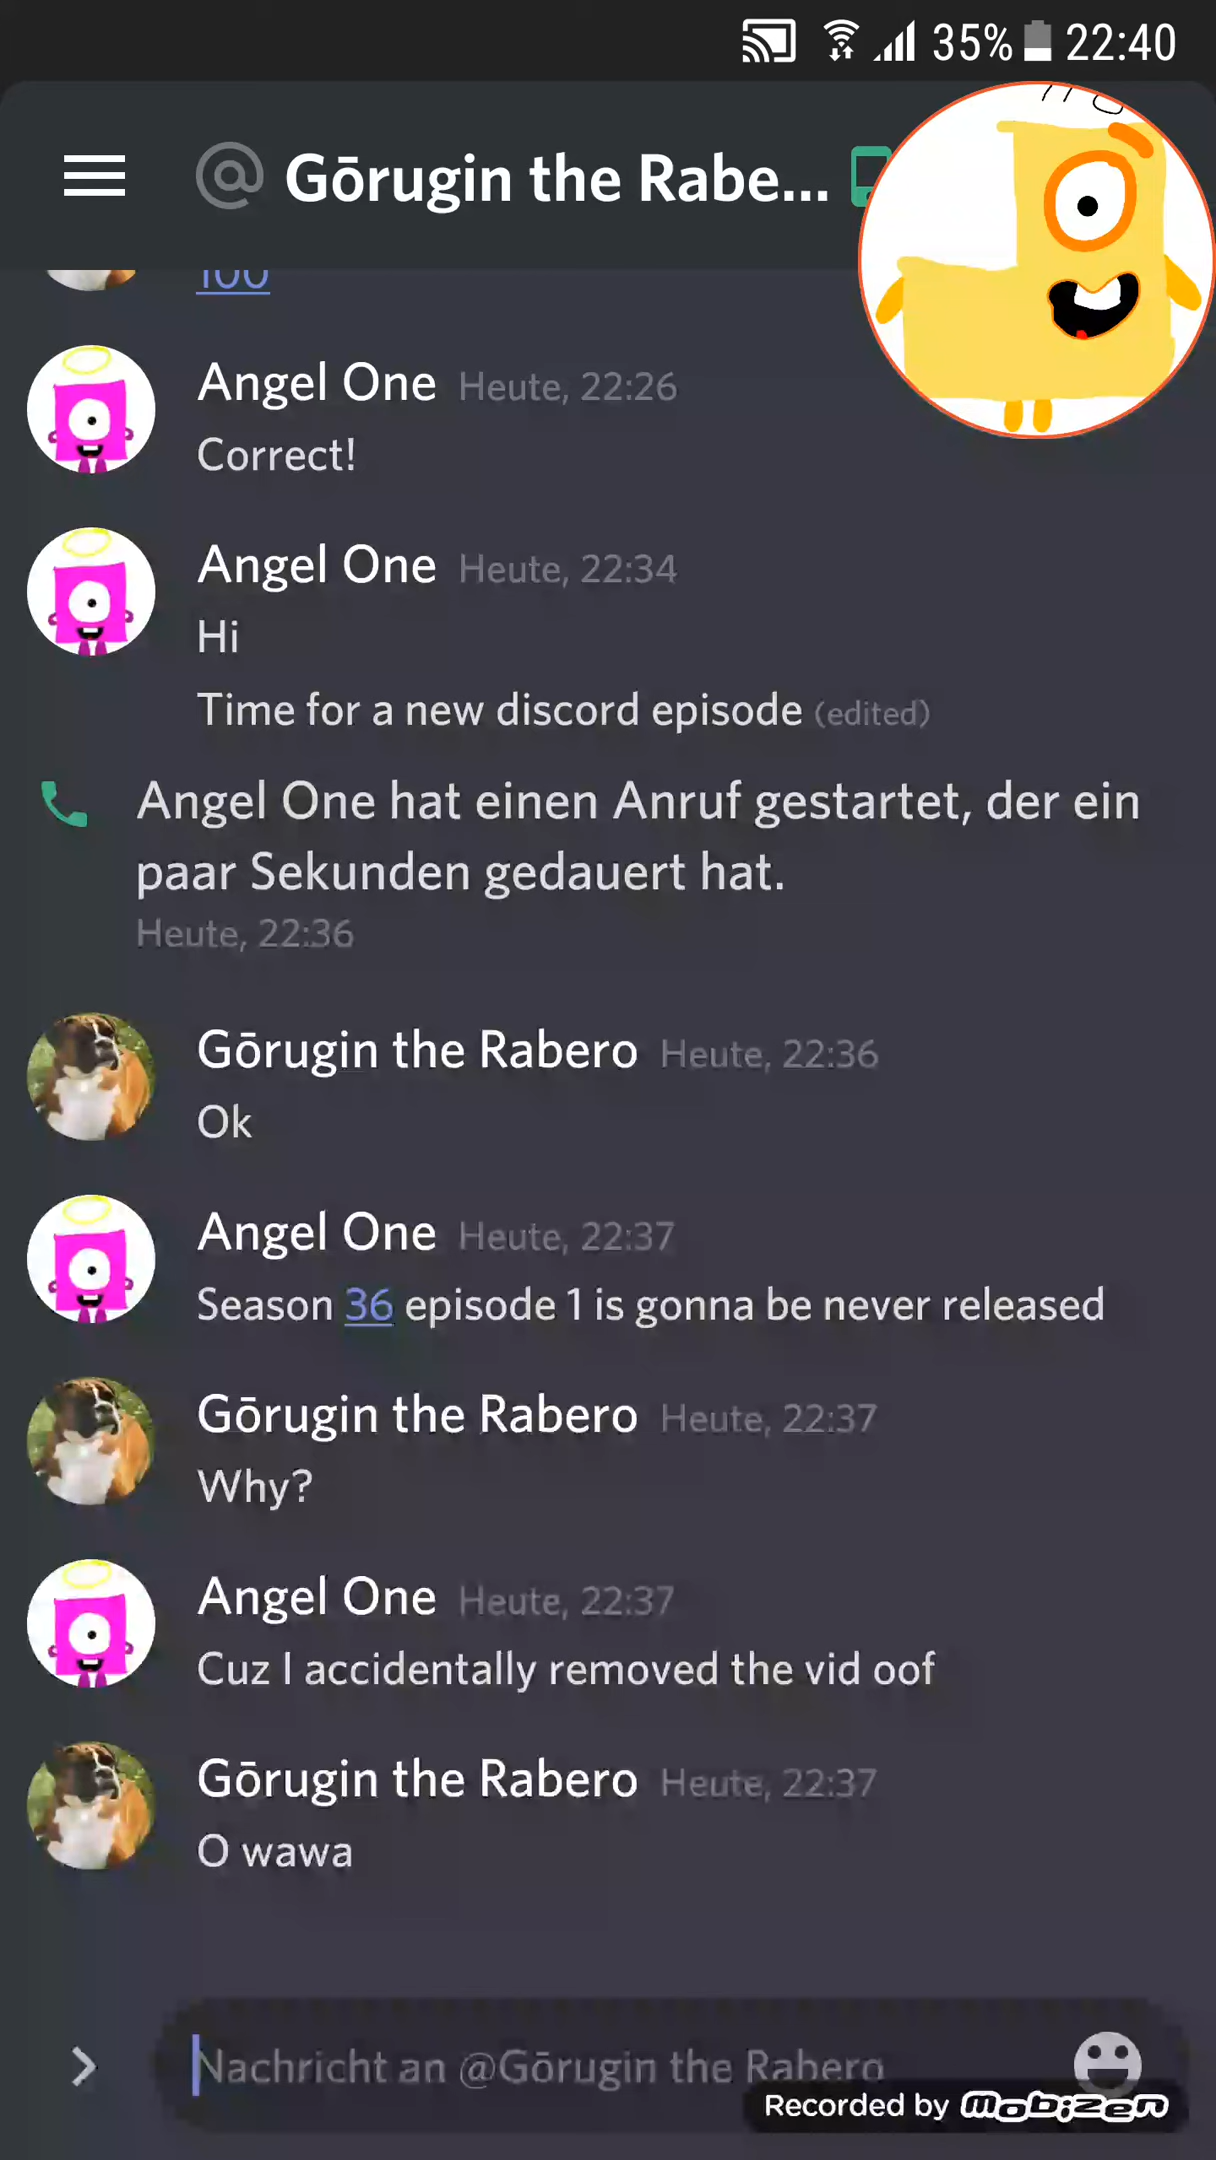 35% 22:40
@ Gōrugin the Rabe...
100
Angel One Heute, 22:26
Correct!
Angel One Heute, 22:34
Hi
Time for a new discord episode (edited)
Angel One hat einen Anruf gestartet, der ein
paar Sekunden gedauert hat.
Heute, 22:36
Gōrugin the Rabero Heute, 22:36
Ok
Angel One Heute, 22:37
Season 36 episode 1 is gonna be never released
Gōrugin the Rabero Heute, 22:37
Why?
Angel One Heute, 22:37
Cuz I accidentally removed the vid oof
Gōrugin the Rabero Heute, 22:37
O wawa
Nachricht an @Gōrugin the Rabero
Recorded by Mobizen